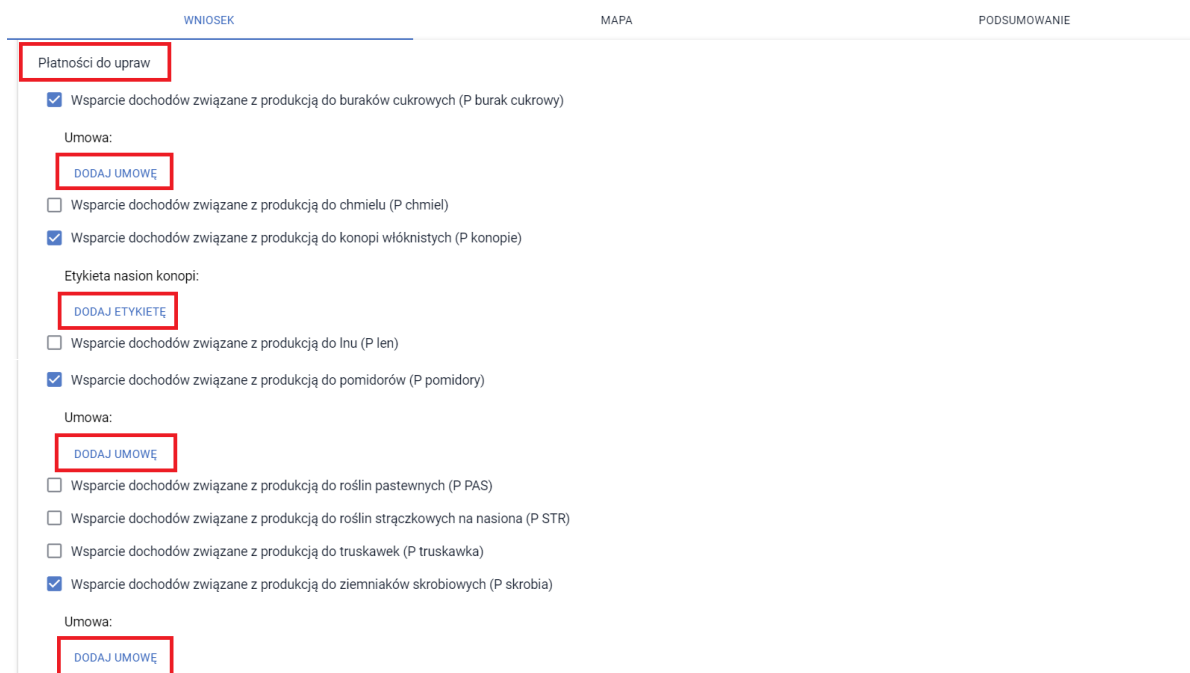 WNIOSEK MAPA PODSUMOWANIE
Płatności do upraw
Wsparcie dochodów związane z produkcją do buraków cukrowych (P burak cukrowy)
Umowa:
DODAJ UMOWĘ
Wsparcie dochodów związane z produkcją do chmielu (P chmiel)
Wsparcie dochodów związane z produkcją do konopi włóknistych (P konopie)
Etykieta nasion konopi:
DODAJ ETYKIETĘ
Wsparcie dochodów związane z produkcją do lnu (P len)
Wsparcie dochodów związane z produkcją do pomidorów (P pomidory)
Umowa:
DODAJ UMOWĘ
Wsparcie dochodów związane z produkcją do roślin pastewnych (P PAS)
Wsparcie dochodów związane z produkcją do roślin strączkowych na nasiona (P STR)
Wsparcie dochodów związane z produkcją do truskawek (P truskawka)
Wsparcie dochodów związane z produkcją do ziemniaków skrobiowych (P skrobia)
Umowa:
DODAJ UMOWĘ